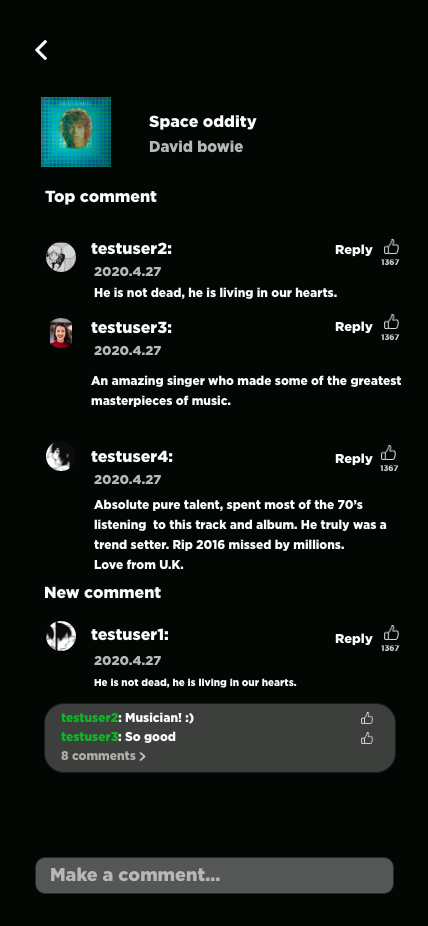 DAVID BOWIE
Space oddity
David bowie
Top comment
testuser2:
Reply
1367
2020.4.27
He is not dead, he is living in our hearts.
testuser3:
Reply
1367
2020.4.27
An amazing singer who made some of the greatest
masterpieces of music.
testuser4:
Reply
1367
2020.4.27
Absolute pure talent, spent most of the 70's
listening to this track and album. He truly was a
trend setter. Rip 2016 missed by millions.
Love from U.K.
New comment
testuser1:
Reply
1367
2020.4.27
He is not dead, he is living in our hearts.
testuser2: Musician! :)
testuser3: So good
8 comments >
Make a comment...